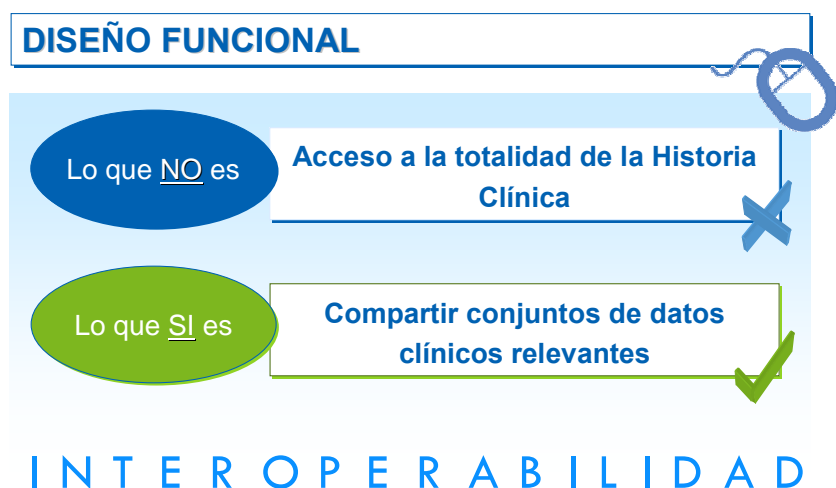 DISEÑO FUNCIONAL
Lo que NO es
Acceso a la totalidad de la Historia
Clínica
Lo que SI es
Compartir conjuntos de datos
clínicos relevantes
INTEROPERABILIDAD